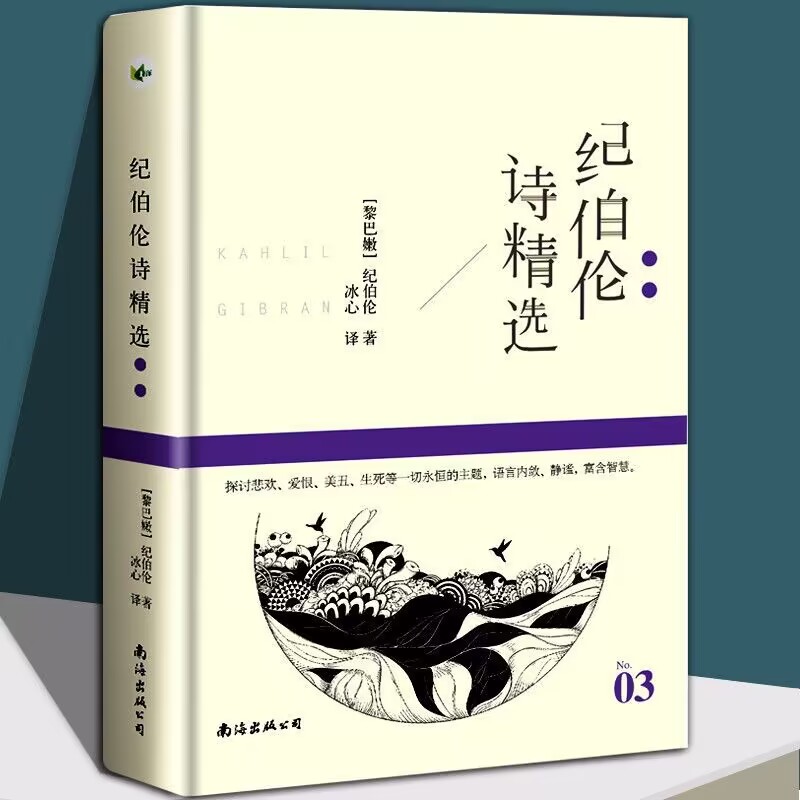 纪伯伦
诗精选
[黎巴嫩] 纪伯伦 著
冰心 译
KAHLIL
GIBRAN
探讨悲欢、爱恨、美丑、生死等一切永恒的主题，语言内敛、静谧，富含智慧。
No.
03
南海出版公司
纪伯伦诗精选
[黎巴嫩] 纪伯伦 著
冰心 译
南海出版公司